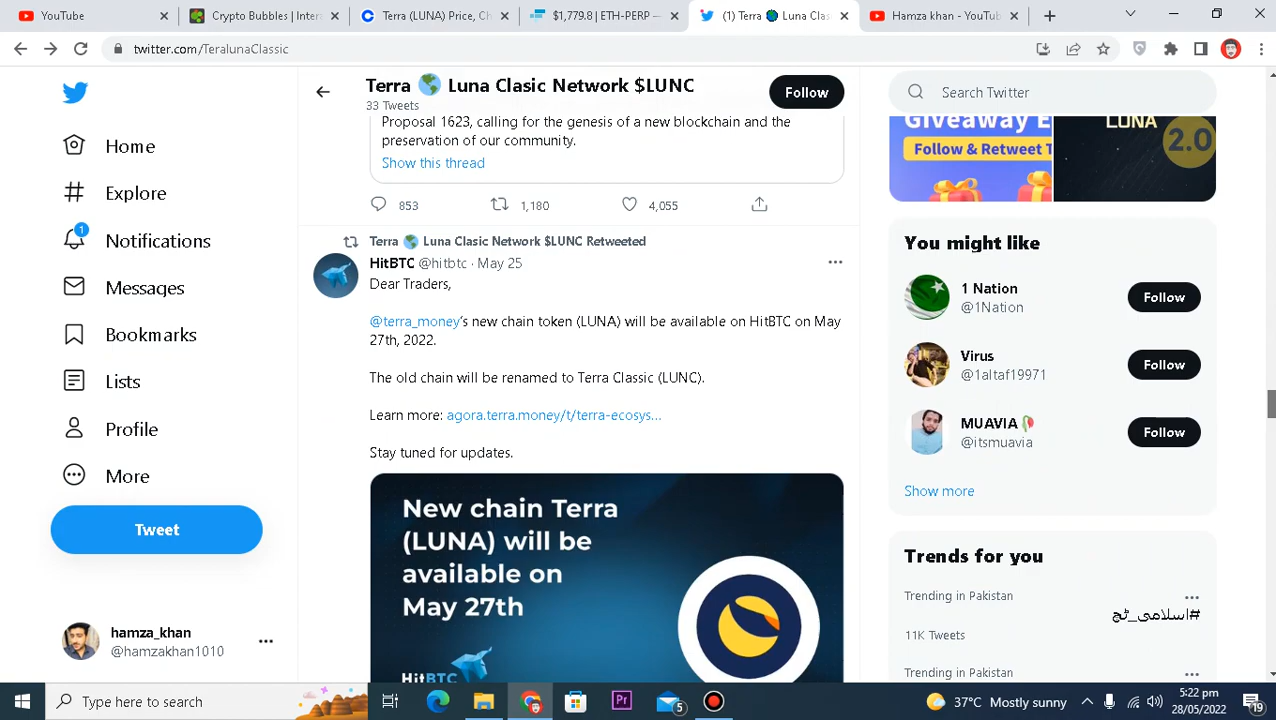 YouTube
Crypto Bubbles | Intera
Terra (LUNA) Price, Ch
$1,779.8 | ETH-PERP —
(1) Terra 🌎 Luna Clas
Hamza khan - YouTube
twitter.com/TeralunaClassic
Home
Explore
1
Notifications
Messages
Bookmarks
Lists
Profile
More
Tweet
hamza_khan
@hamzakhan1010
Terra 🌎 Luna Clasic Network $LUNC
33 Tweets
Follow
Proposal 1623, calling for the genesis of a new blockchain and the
preservation of our community.
Show this thread
853 1,180 4,055
Terra 🌎 Luna Clasic Network $LUNC Retweeted
HitBTC @hitbtc · May 25
Dear Traders,
@terra_money's new chain token (LUNA) will be available on HitBTC on May
27th, 2022.
The old chain will be renamed to Terra Classic (LUNC).
Learn more: agora.terra.money/t/terra-ecosys...
Stay tuned for updates.
New chain Terra
(LUNA) will be
available on
May 27th
HitBTC
Search Twitter
Giveaway E
Follow & Retweet T
LUNA
2.0
You might like
1 Nation
@1Nation
Follow
Virus
@1altaf19971
Follow
MUAVIA
@itsmuavia
Follow
Show more
Trends for you
Trending in Pakistan
#اسلامی_ٹچ
11K Tweets
Trending in Pakistan
Type here to search
Pr
5
37°C Mostly sunny
5:22 pm
28/05/2022
19